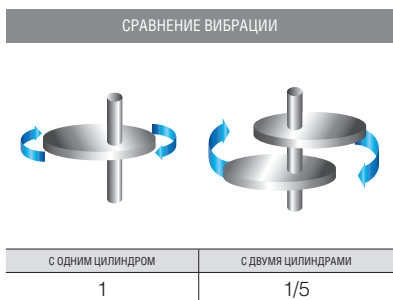 СРАВНЕНИЕ ВИБРАЦИИ
С ОДНИМ ЦИЛИНДРОМ
С ДВУМЯ ЦИЛИНДРАМИ
1
1/5